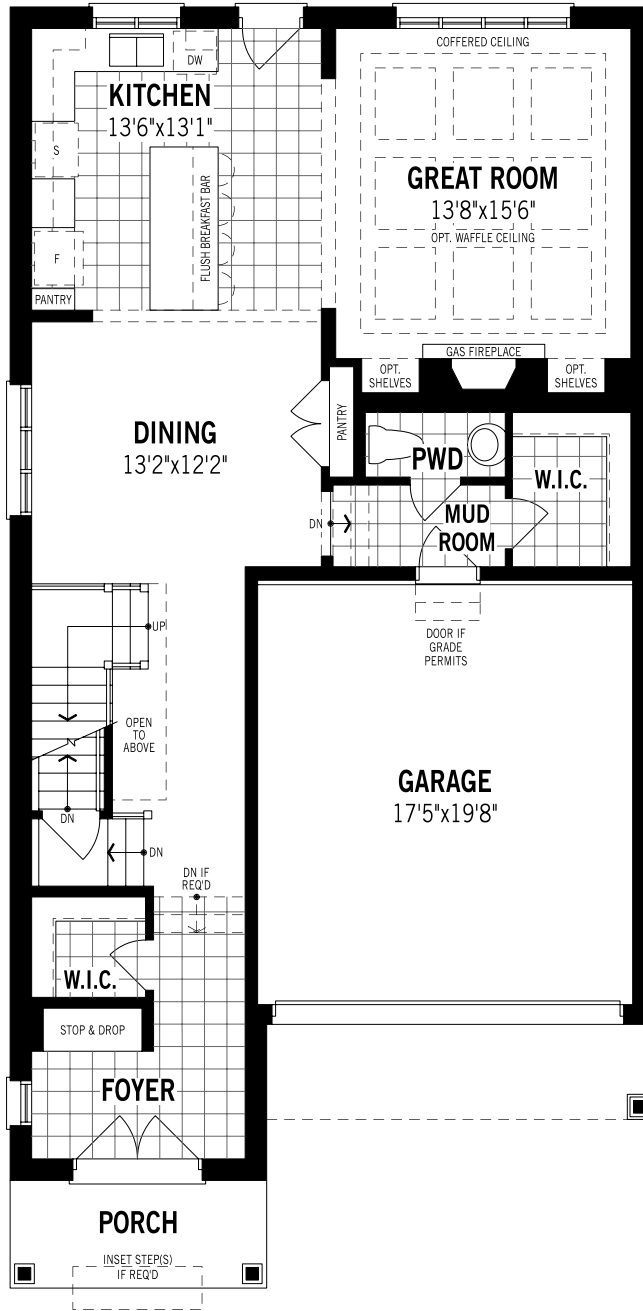 COFFERED CEILING
DW
KITCHEN
13'6"x13'1"
S
GREAT ROOM
13'8"x15'6"
OPT. WAFFLE CEILING
FLUSH BREAKFAST BAR
F
PANTRY
GAS FIREPLACE
OPT.
SHELVES
OPT.
SHELVES
PANTRY
DINING
13'2"x12'2"
PWD
W.I.C.
DN
MUD
ROOM
UP
DOOR IF
GRADE
PERMITS
OPEN
TO
ABOVE
GARAGE
17'5"x19'8"
DN
DN
DN IF
REQ'D
W.I.C.
STOP & DROP
FOYER
PORCH
INSET STEP(S)
IF REQ'D